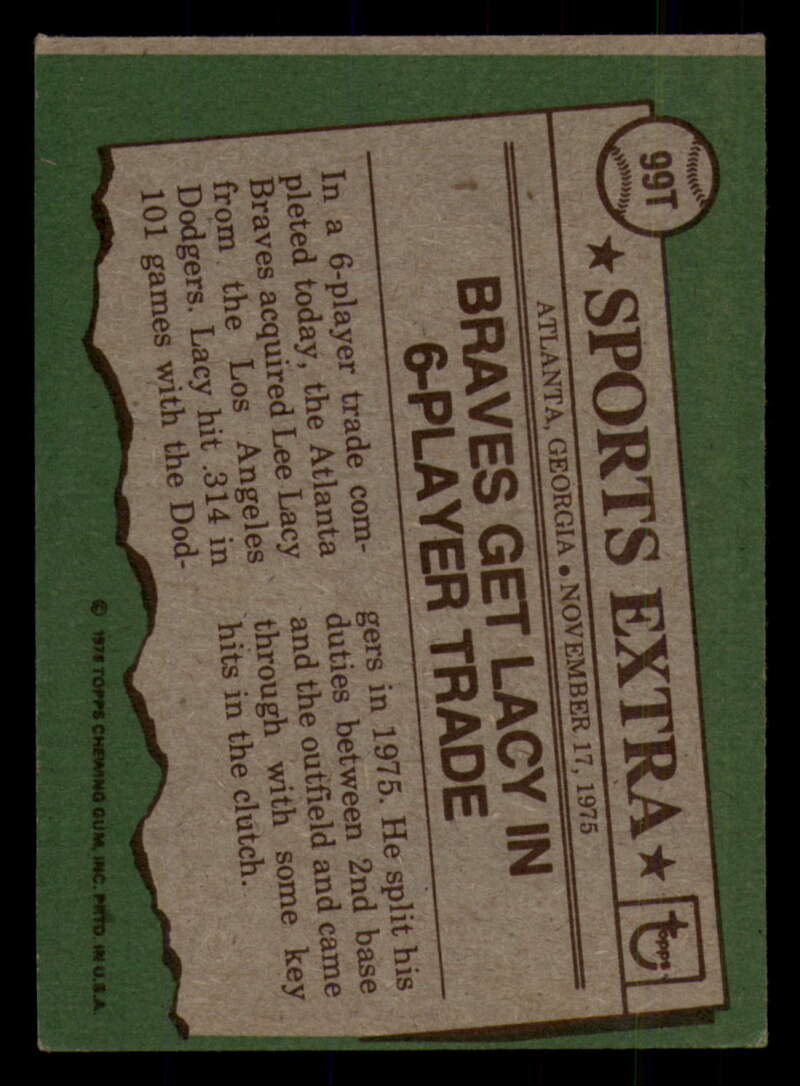 99T
★ SPORTS EXTRA ★
topps
ATLANTA, GEORGIA • NOVEMBER 17, 1975
BRAVES GET LACY IN
6-PLAYER TRADE
In a 6-player trade com-
pleted today, the Atlanta
Braves acquired Lee Lacy
from the Los Angeles
Dodgers. Lacy hit .314 in
101 games with the Dod-
gers in 1975. He split his
duties between 2nd base
and the outfield and came
through with some key
hits in the clutch.
© 1976 TOPPS CHEWING GUM, INC. PRTD. IN U.S.A.